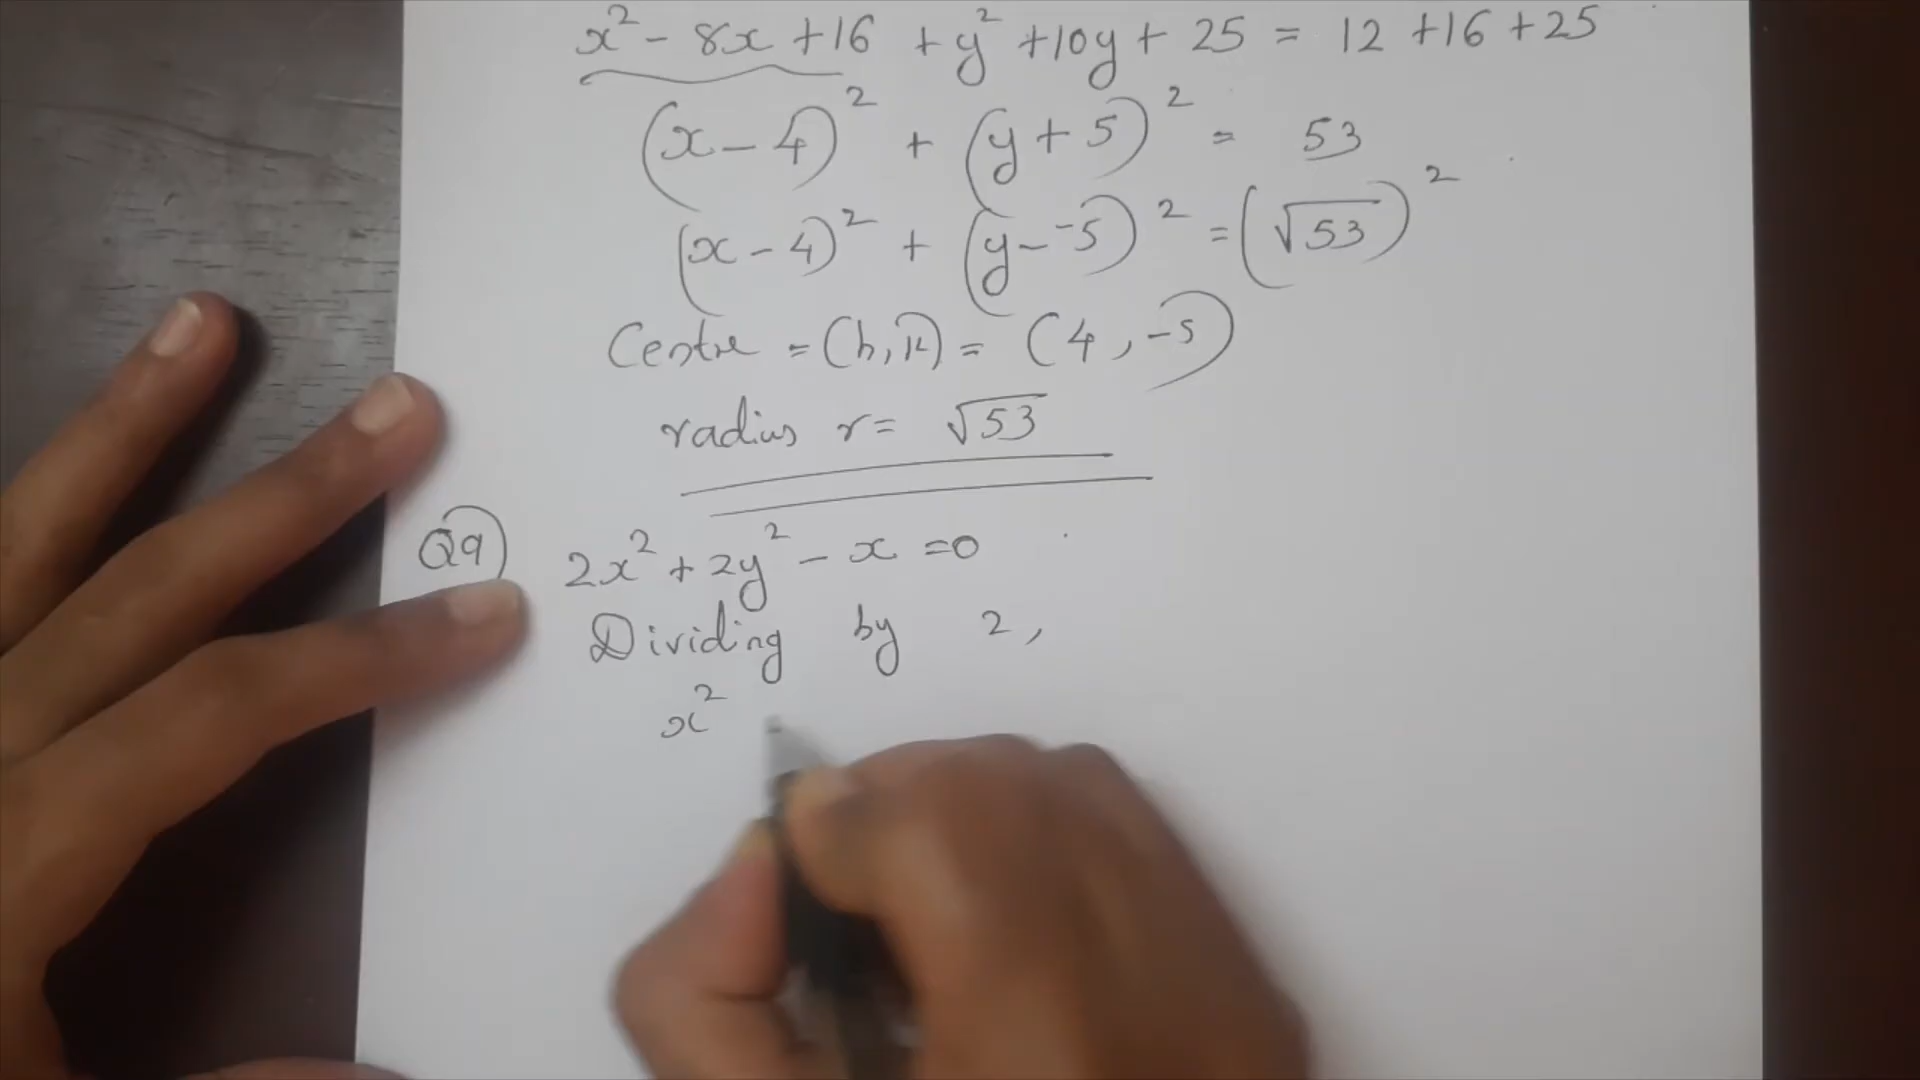 x² - 8x + 16 + y² + 10y + 25 = 12 + 16 + 25
(x - 4)² + (y + 5)² = 53
(x - 4)² + (y - -5)² = (√53)²
Centre = (h, k) = (4, -5)
radius r = √53
Q9) 2x² + 2y² - x = 0
Dividing by 2,
x²